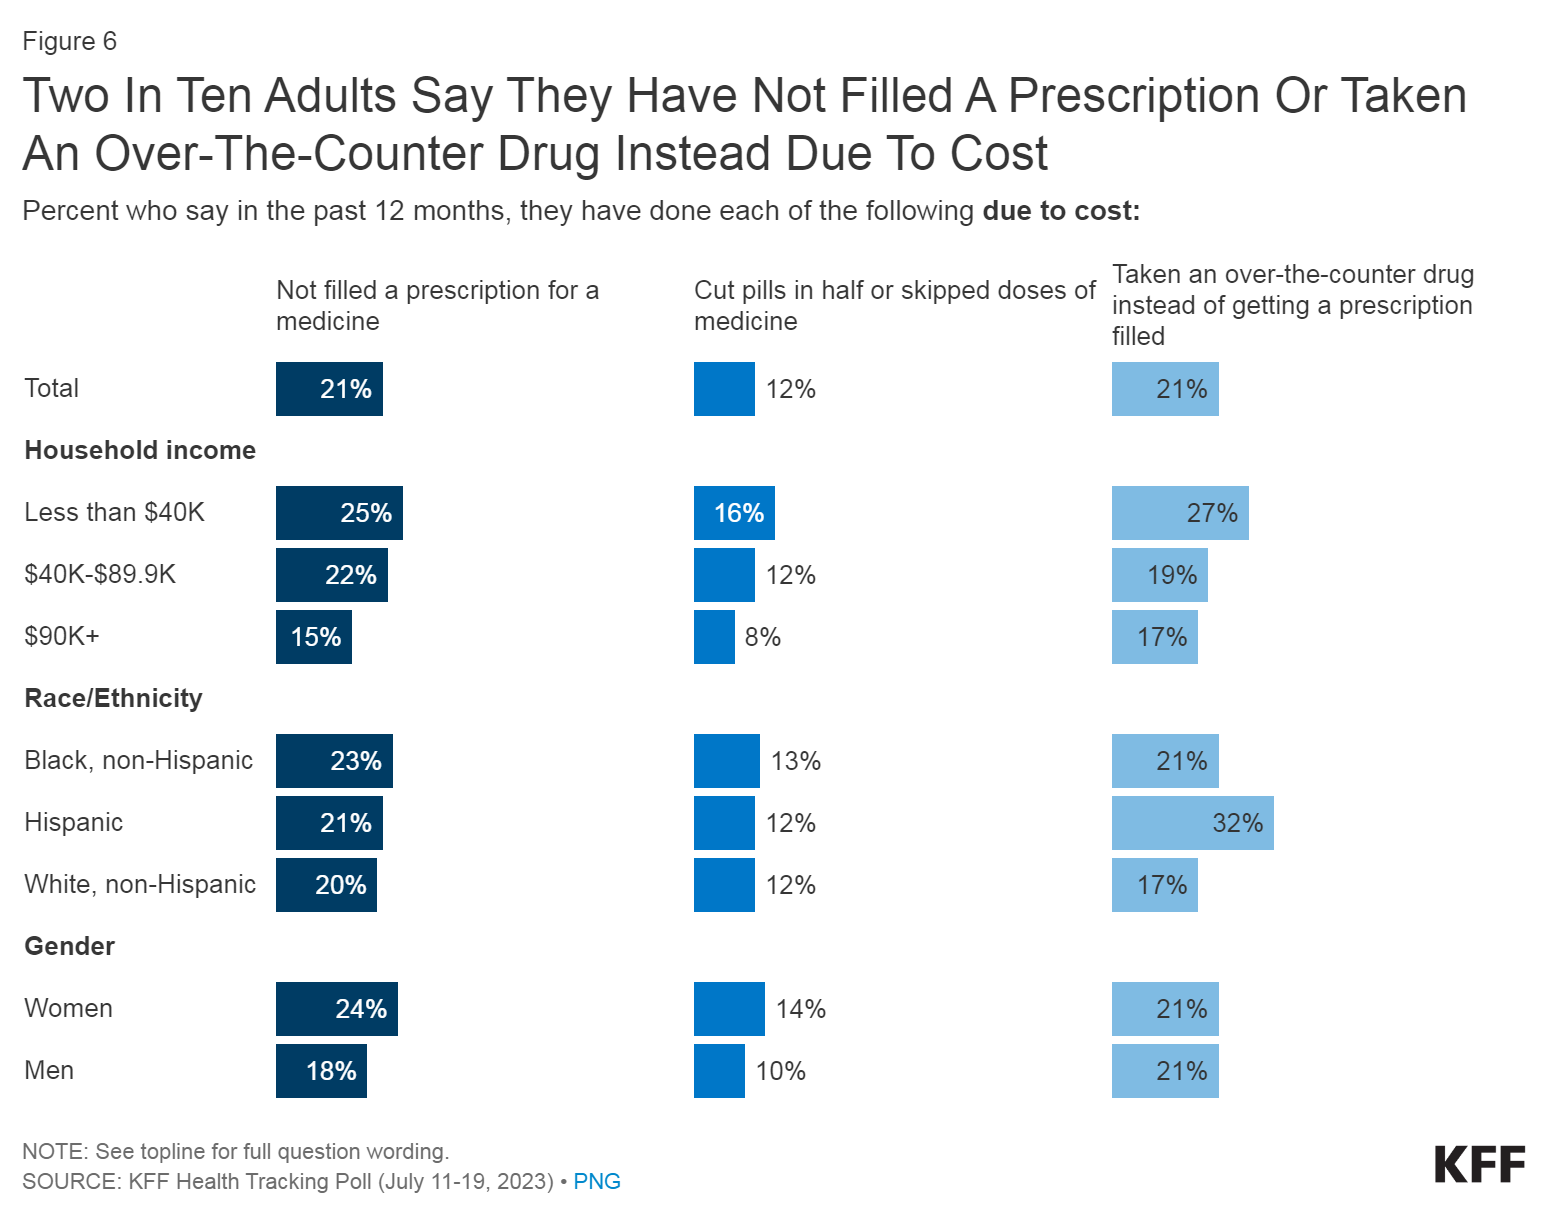 Figure 6
Two In Ten Adults Say They Have Not Filled A Prescription Or Taken
An Over-The-Counter Drug Instead Due To Cost
Percent who say in the past 12 months, they have done each of the following due to cost:
Not filled a prescription for a
medicine
Cut pills in half or skipped doses of
medicine
Taken an over-the-counter drug
instead of getting a prescription
filled
Total 21% 12% 21%
Household income
Less than $40K 25% 16% 27%
$40K-$89.9K 22% 12% 19%
$90K+ 15% 8% 17%
Race/Ethnicity
Black, non-Hispanic 23% 13% 21%
Hispanic 21% 12% 32%
White, non-Hispanic 20% 12% 17%
Gender
Women 24% 14% 21%
Men 18% 10% 21%
NOTE: See topline for full question wording.
SOURCE: KFF Health Tracking Poll (July 11-19, 2023) • PNG
KFF